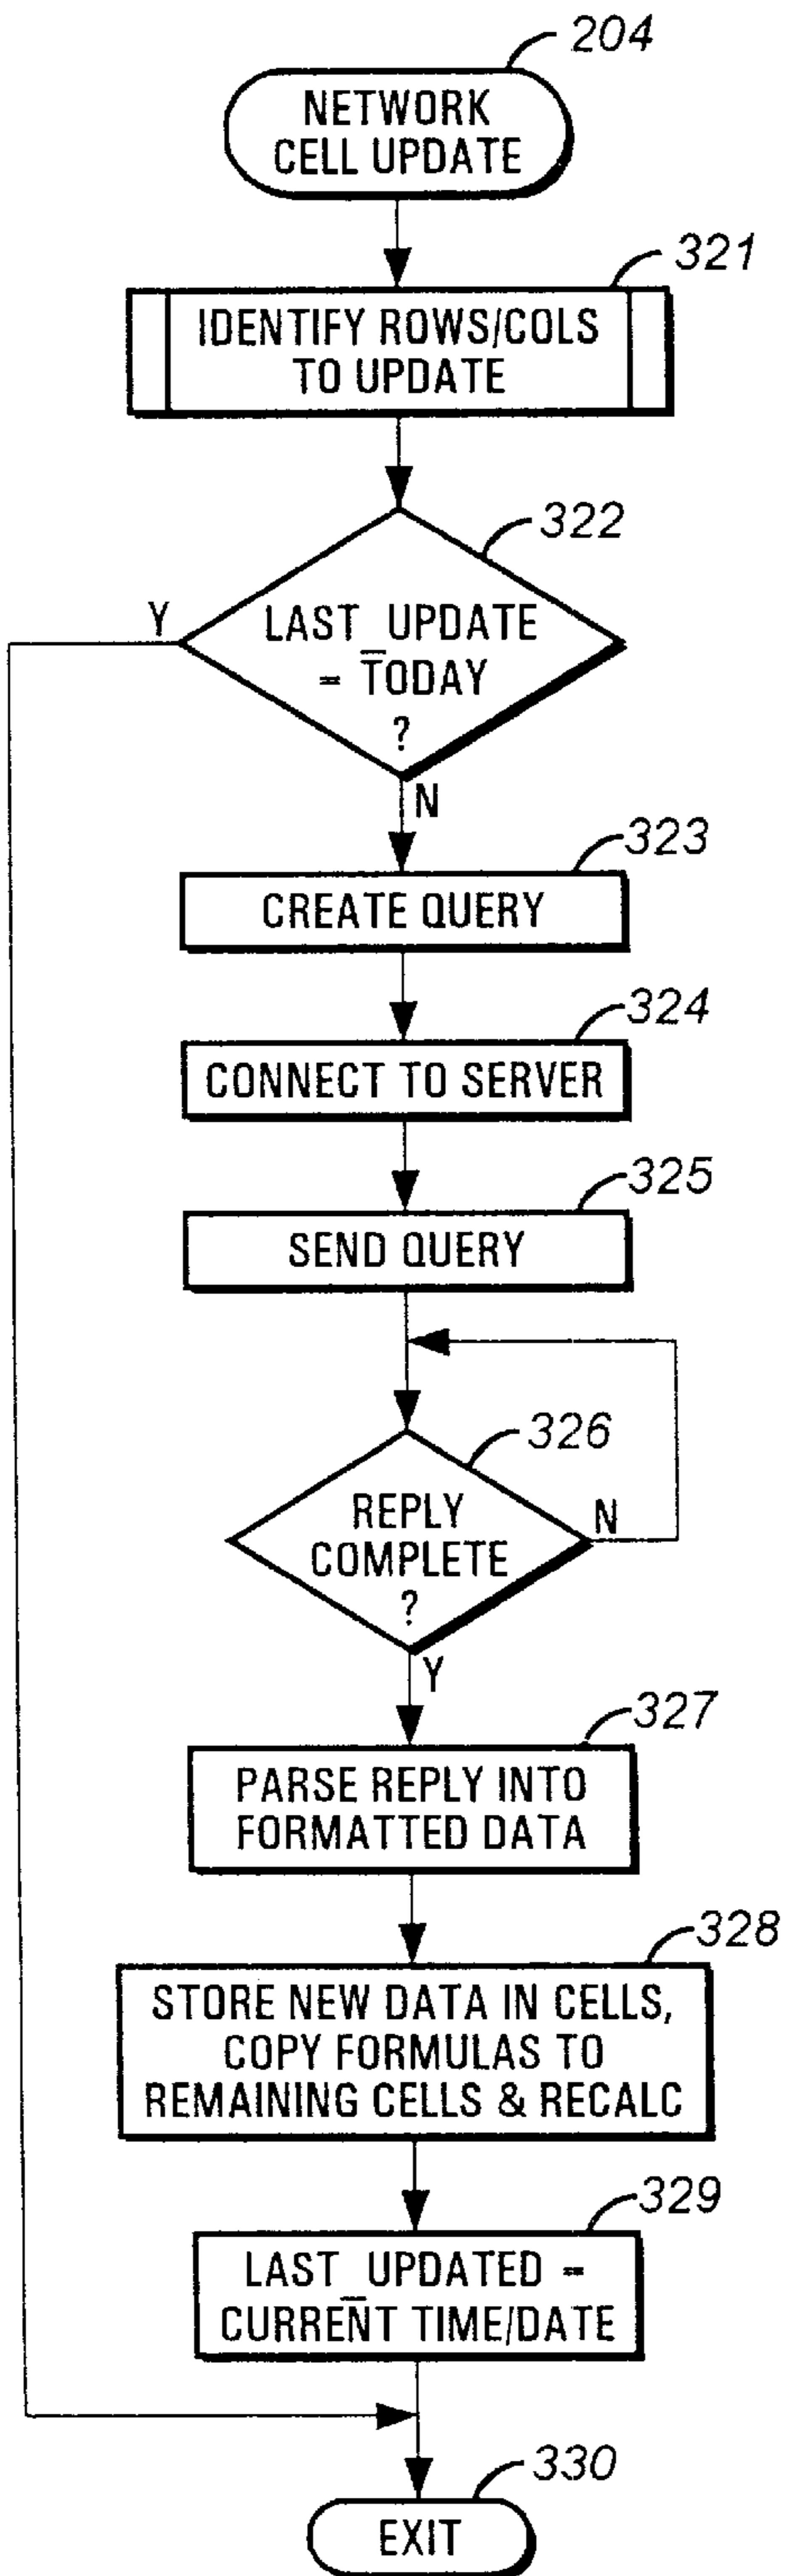 204
NETWORK
CELL UPDATE
321
IDENTIFY ROWS/COLS
TO UPDATE
322
Y
LAST_UPDATE
= TODAY
?
N
323
CREATE QUERY
324
CONNECT TO SERVER
325
SEND QUERY
326
REPLY
COMPLETE
?
N
Y
327
PARSE REPLY INTO
FORMATTED DATA
328
STORE NEW DATA IN CELLS,
COPY FORMULAS TO
REMAINING CELLS & RECALC
329
LAST_UPDATED =
CURRENT TIME/DATE
330
EXIT